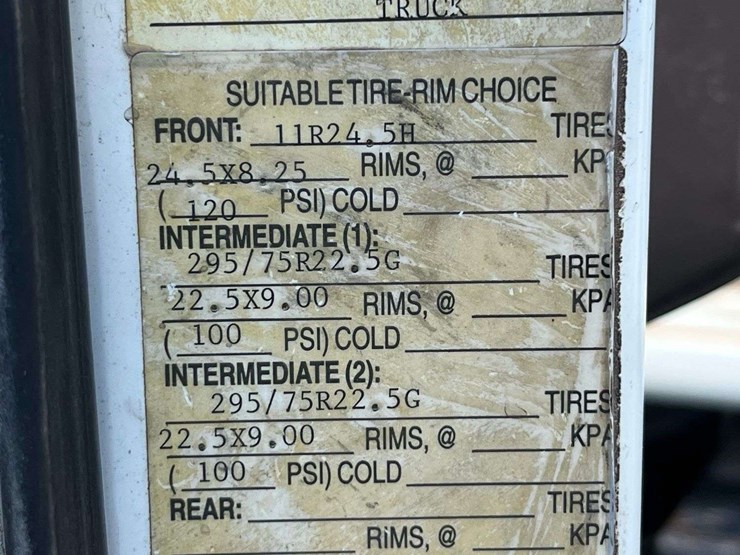 TRUCK
SUITABLE TIRE-RIM CHOICE
FRONT: 11R24.5H TIRES
24.5X8.25 RIMS, @ KP
( 120 PSI) COLD
INTERMEDIATE (1):
295/75R22.5G TIRES
22.5X9.00 RIMS, @ KPA
( 100 PSI) COLD
INTERMEDIATE (2):
295/75R22.5G TIRES
22.5X9.00 RIMS, @ KPA
( 100 PSI) COLD
REAR: TIRES
RIMS, @ KPA